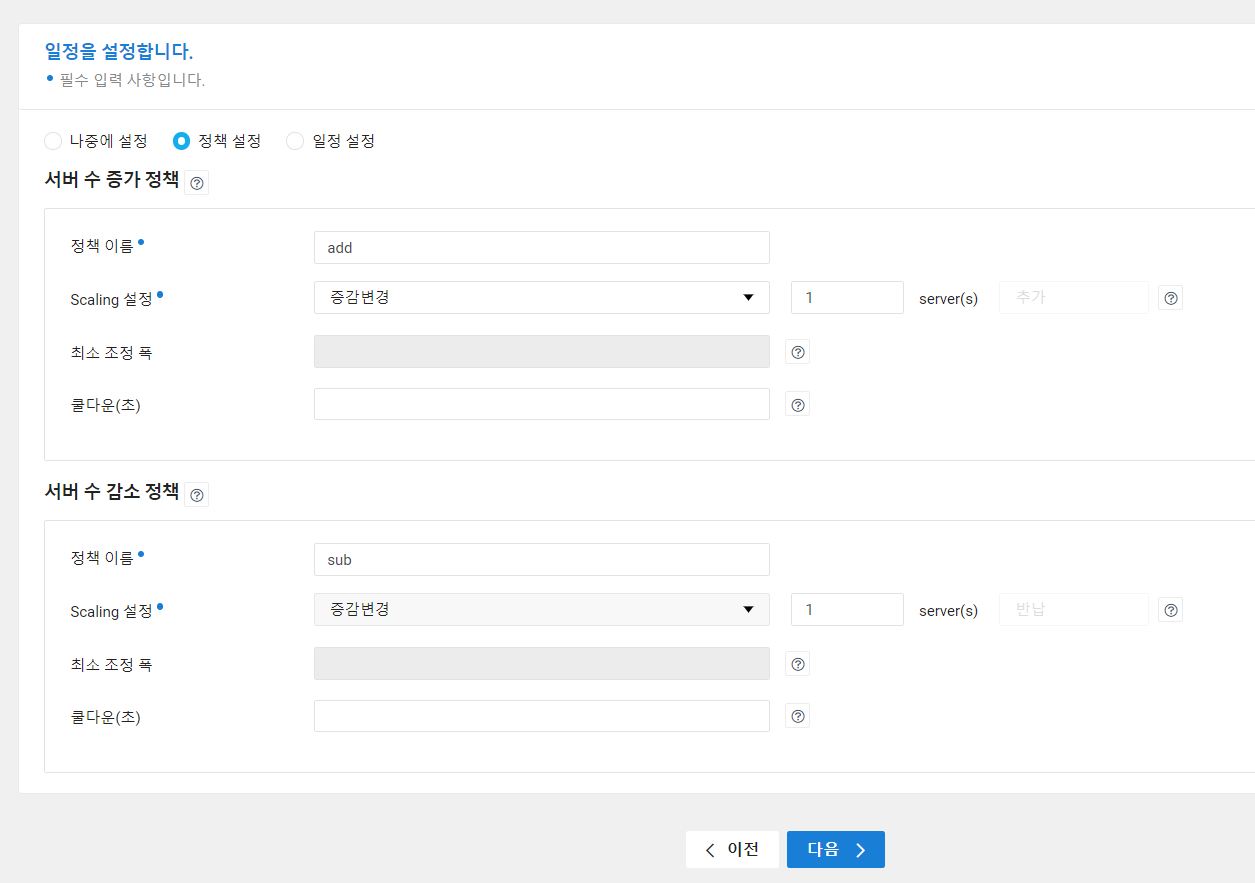 일정을 설정합니다.
필수 입력 사항입니다.
나중에 설정 정책 설정 일정 설정
서버 수 증가 정책
정책 이름 add
Scaling 설정 증감변경 1 server(s) 추가
최소 조정 폭
쿨다운(초)
서버 수 감소 정책
정책 이름 sub
Scaling 설정 증감변경 1 server(s) 반납
최소 조정 폭
쿨다운(초)
이전 다음